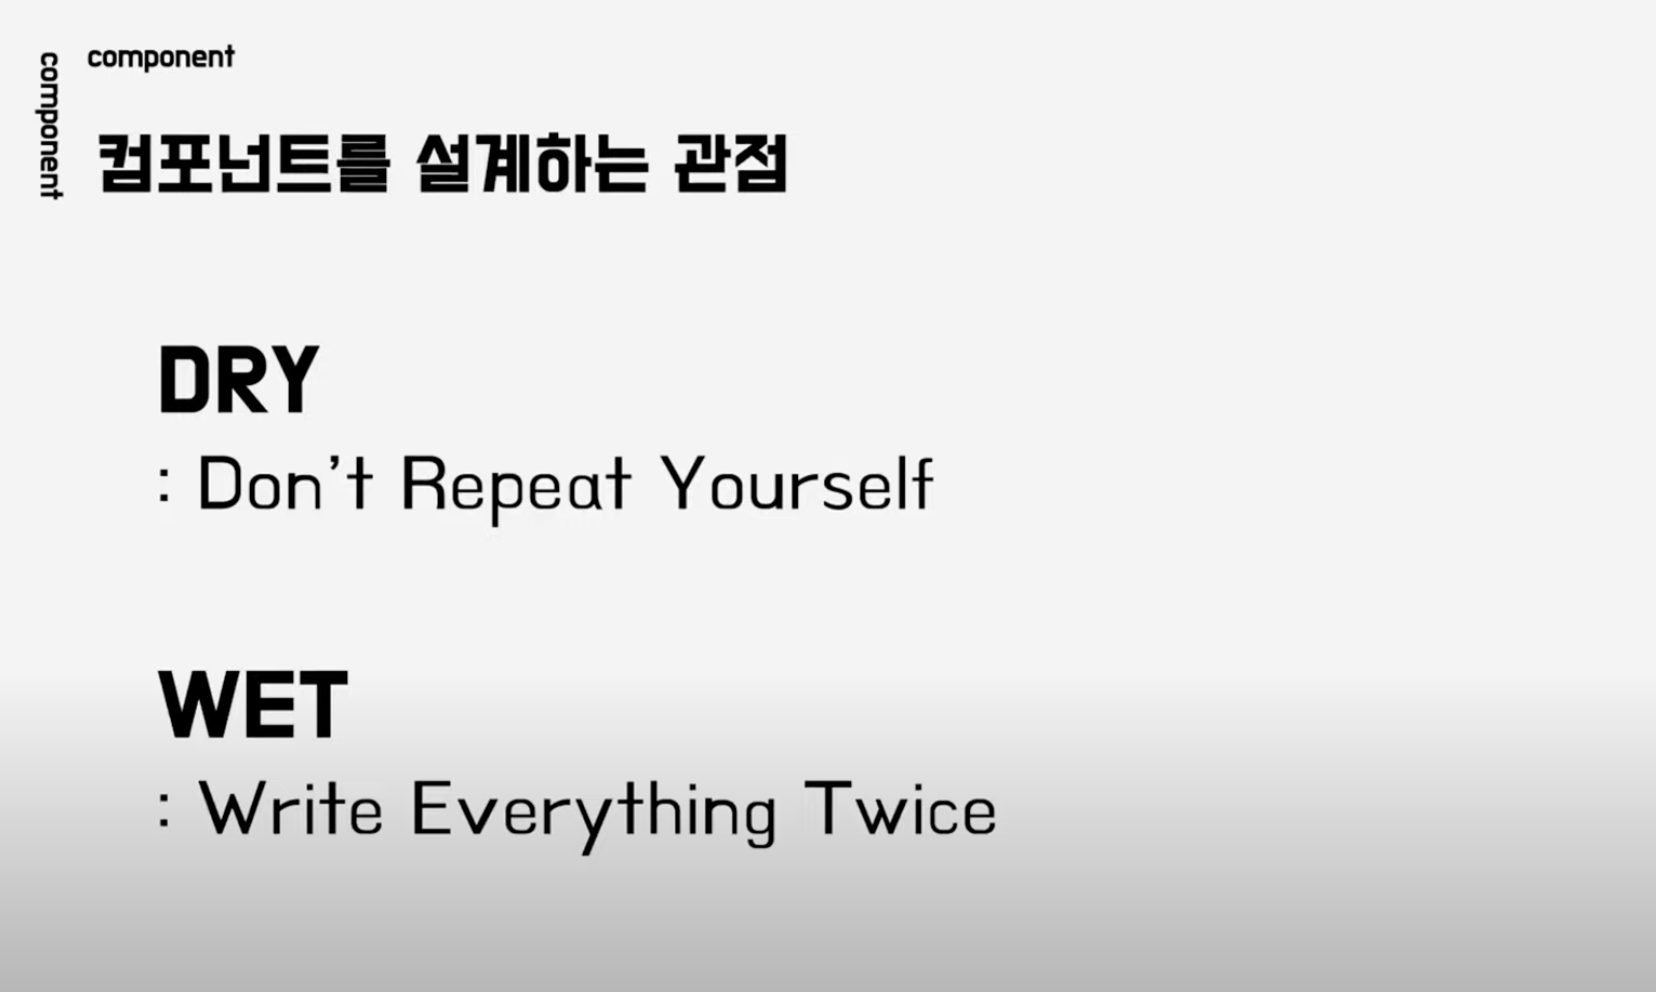 component
component
컴포넌트를 설계하는 관점
DRY
: Don't Repeat Yourself
WET
: Write Everything Twice